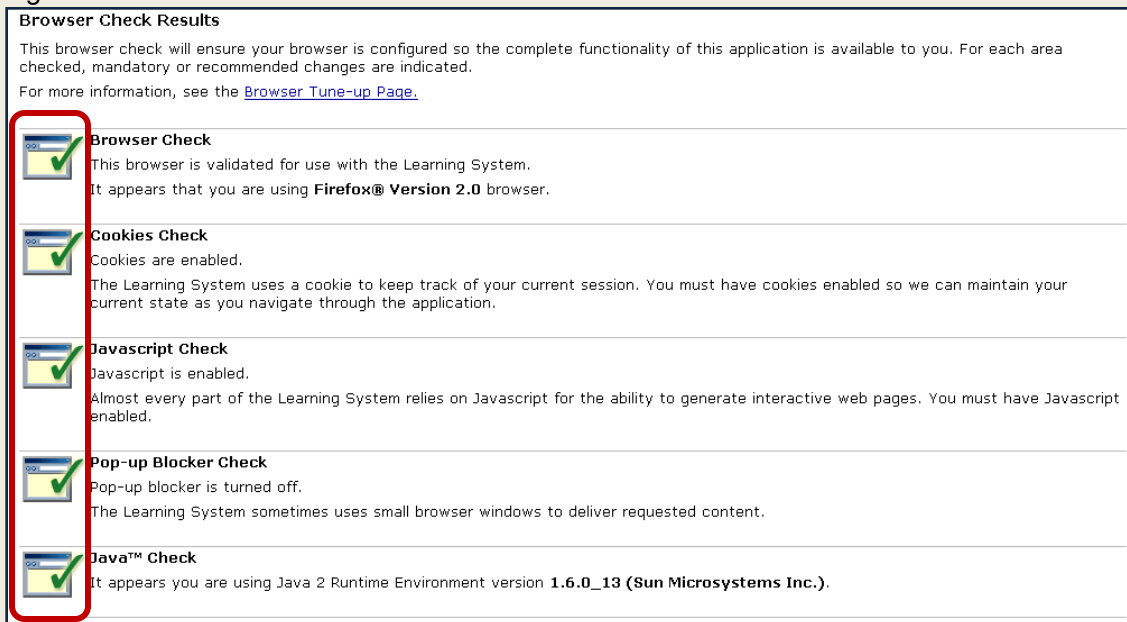 Browser Check Results
This browser check will ensure your browser is configured so the complete functionality of this application is available to you. For each area
checked, mandatory or recommended changes are indicated.
For more information, see the Browser Tune-up Page.
Browser Check
This browser is validated for use with the Learning System.
It appears that you are using Firefox® Version 2.0 browser.
Cookies Check
Cookies are enabled.
The Learning System uses a cookie to keep track of your current session. You must have cookies enabled so we can maintain your
current state as you navigate through the application.
Javascript Check
Javascript is enabled.
Almost every part of the Learning System relies on Javascript for the ability to generate interactive web pages. You must have Javascript
enabled.
Pop-up Blocker Check
Pop-up blocker is turned off.
The Learning System sometimes uses small browser windows to deliver requested content.
Java™ Check
It appears you are using Java 2 Runtime Environment version 1.6.0_13 (Sun Microsystems Inc.).